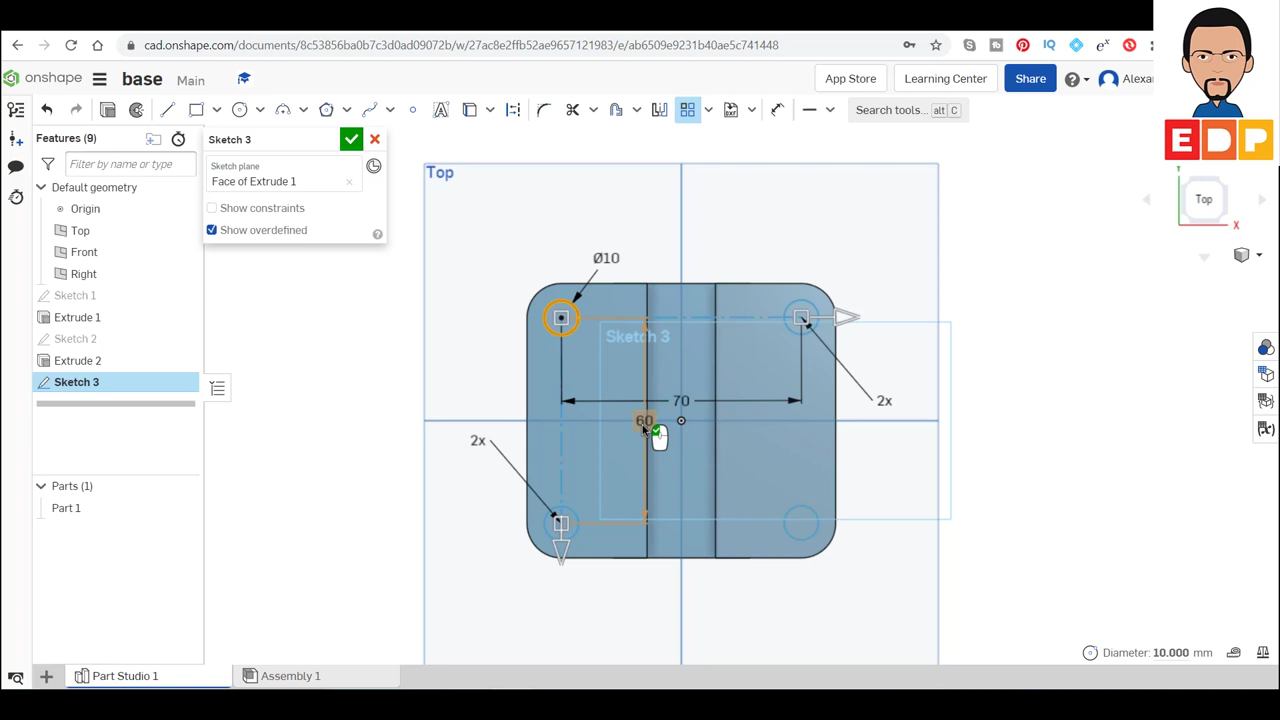 cad.onshape.com/documents/8c53856ba0b7c3d0ad09072b/w/27ac8e2ffb52ae9657121983/e/ab6509e9231b40ae5c741448
IQ
e^x
onshape
base
Main
App Store
Learning Center
Share
Alexan
A
Search tools...
alt
C
Features (9)
Filter by name or type
Default geometry
Origin
Top
Front
Right
Sketch 1
Extrude 1
Sketch 2
Extrude 2
Sketch 3
Parts (1)
Part 1
Sketch 3
Sketch plane
Face of Extrude 1
Show constraints
Show overdefined
Top
Ø10
Sketch 3
70
60
2x
2x
EDP
Top
X
Diameter: 10.000 mm
Part Studio 1
Assembly 1